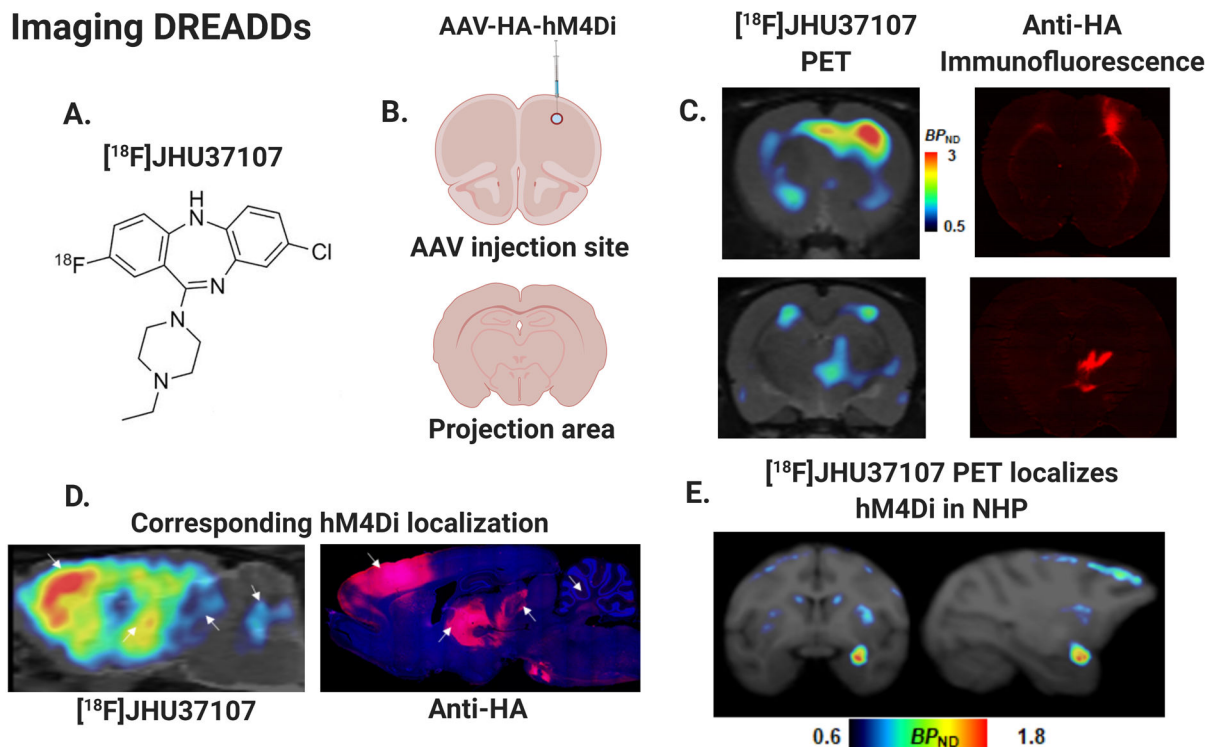 Imaging DREADDs
A.
[¹⁸F]JHU37107
H
N
¹⁸F
Cl
N
N
N
B.
AAV-HA-hM4Di
AAV injection site
Projection area
C.
[¹⁸F]JHU37107
PET
Anti-HA
Immunofluorescence
BP_ND
3
0.5
D.
Corresponding hM4Di localization
[¹⁸F]JHU37107
Anti-HA
E.
[¹⁸F]JHU37107 PET localizes
hM4Di in NHP
0.6
BP_ND
1.8